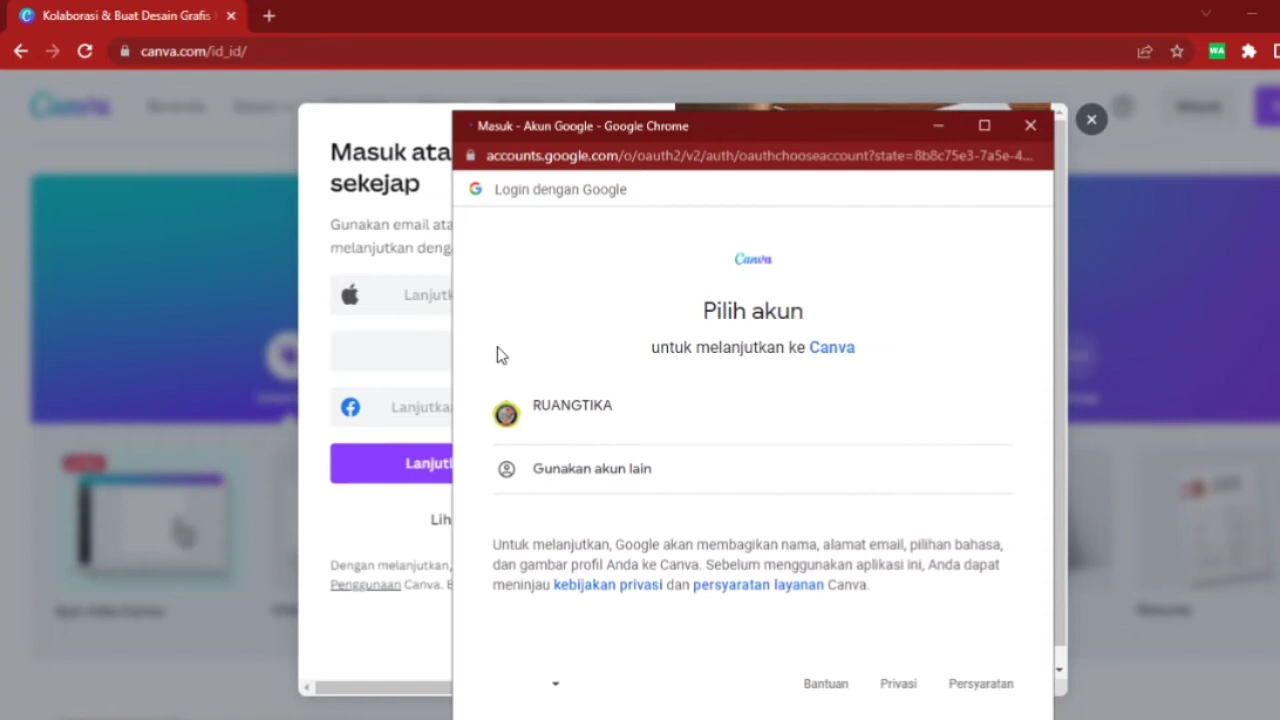 Kolaborasi & Buat Desain Grafis
canva.com/id_id/
WA
Canva
Masuk ata
sekejap
Gunakan email ata
melanjutkan deng
Lanjutk
Lanjutka
Lanjutl
Lih
Dengan melanjutkan,
Penggunaan Canva. B
Masuk - Akun Google - Google Chrome
accounts.google.com/o/oauth2/v2/auth/oauthchooseaccount?state=8b8c75e3-7a5e-4...
Login dengan Google
Canva
Pilih akun
untuk melanjutkan ke Canva
RUANGTIKA
Gunakan akun lain
Untuk melanjutkan, Google akan membagikan nama, alamat email, pilihan bahasa,
dan gambar profil Anda ke Canva. Sebelum menggunakan aplikasi ini, Anda dapat
meninjau kebijakan privasi dan persyaratan layanan Canva.
Bantuan Privasi Persyaratan